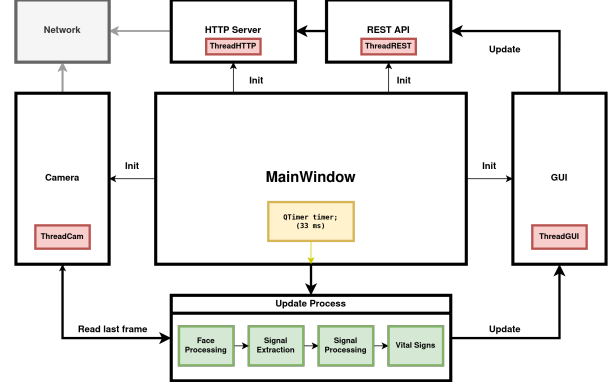 Network
HTTP Server
ThreadHTTP
REST API
ThreadREST
Update
Init
Init
Camera
ThreadCam
Init
MainWindow
QTimer timer;
(33 ms)
Init
GUI
ThreadGUI
Update Process
Read last frame
Face
Processing
Signal
Extraction
Signal
Processing
Vital Signs
Update